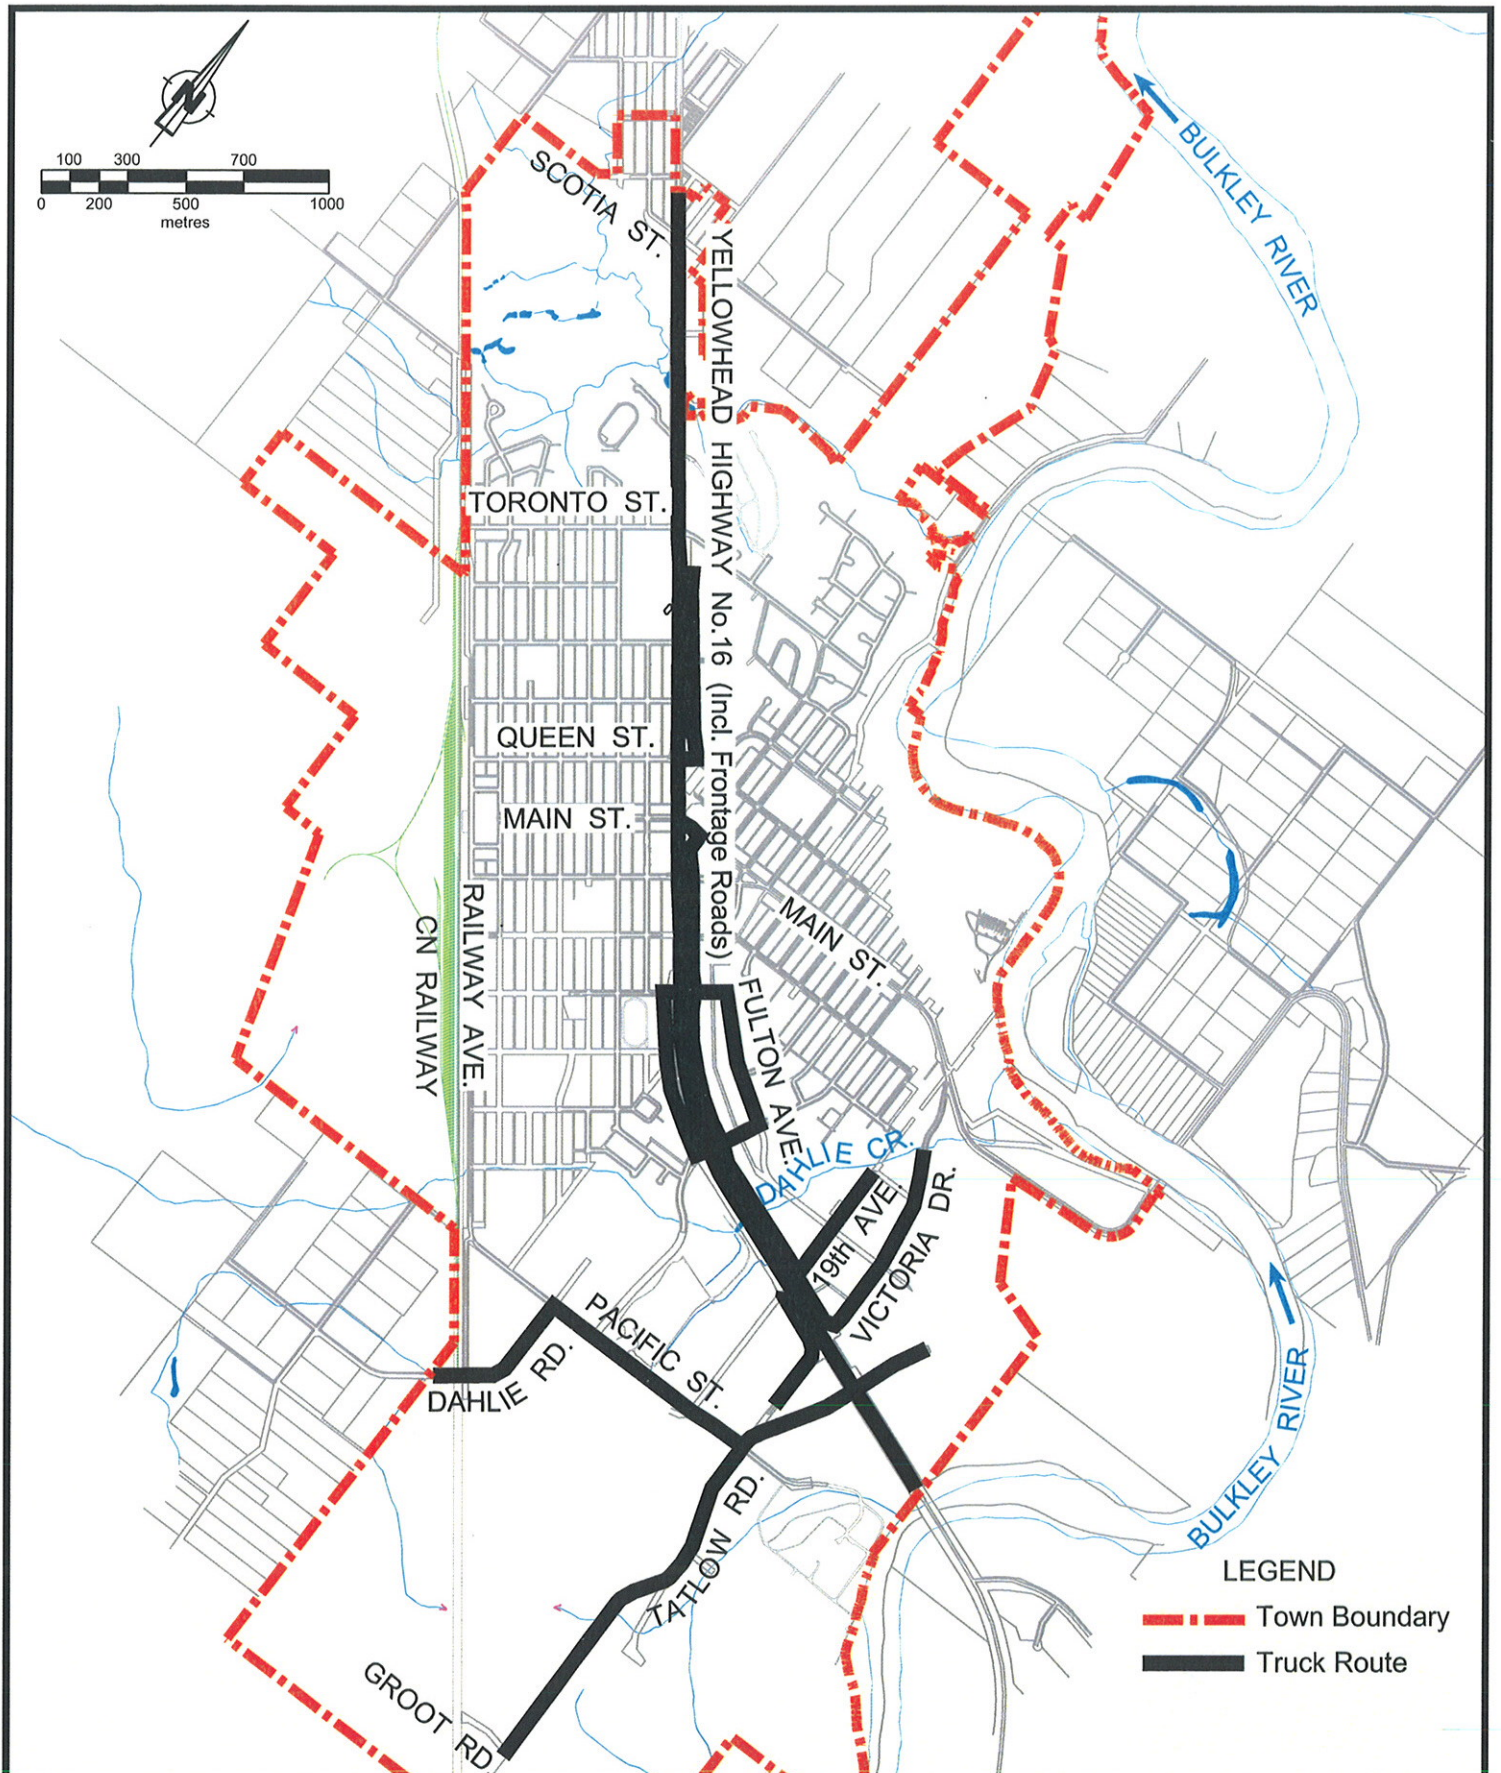 N
100 300 700
0 200 500 1000
metres
SCOTIA ST.
BULKLEY RIVER
YELLOWHEAD HIGHWAY No.16 (Incl. Frontage Roads)
TORONTO ST.
QUEEN ST.
MAIN ST.
MAIN ST.
RAILWAY AVE.
CN RAILWAY
FULTON AVE.
DAHLIE CR.
19th AVE.
VICTORIA DR.
PACIFIC ST.
DAHLIE RD.
BULKLEY RIVER
TATLOW RD.
GROOT RD
LEGEND
Town Boundary
Truck Route